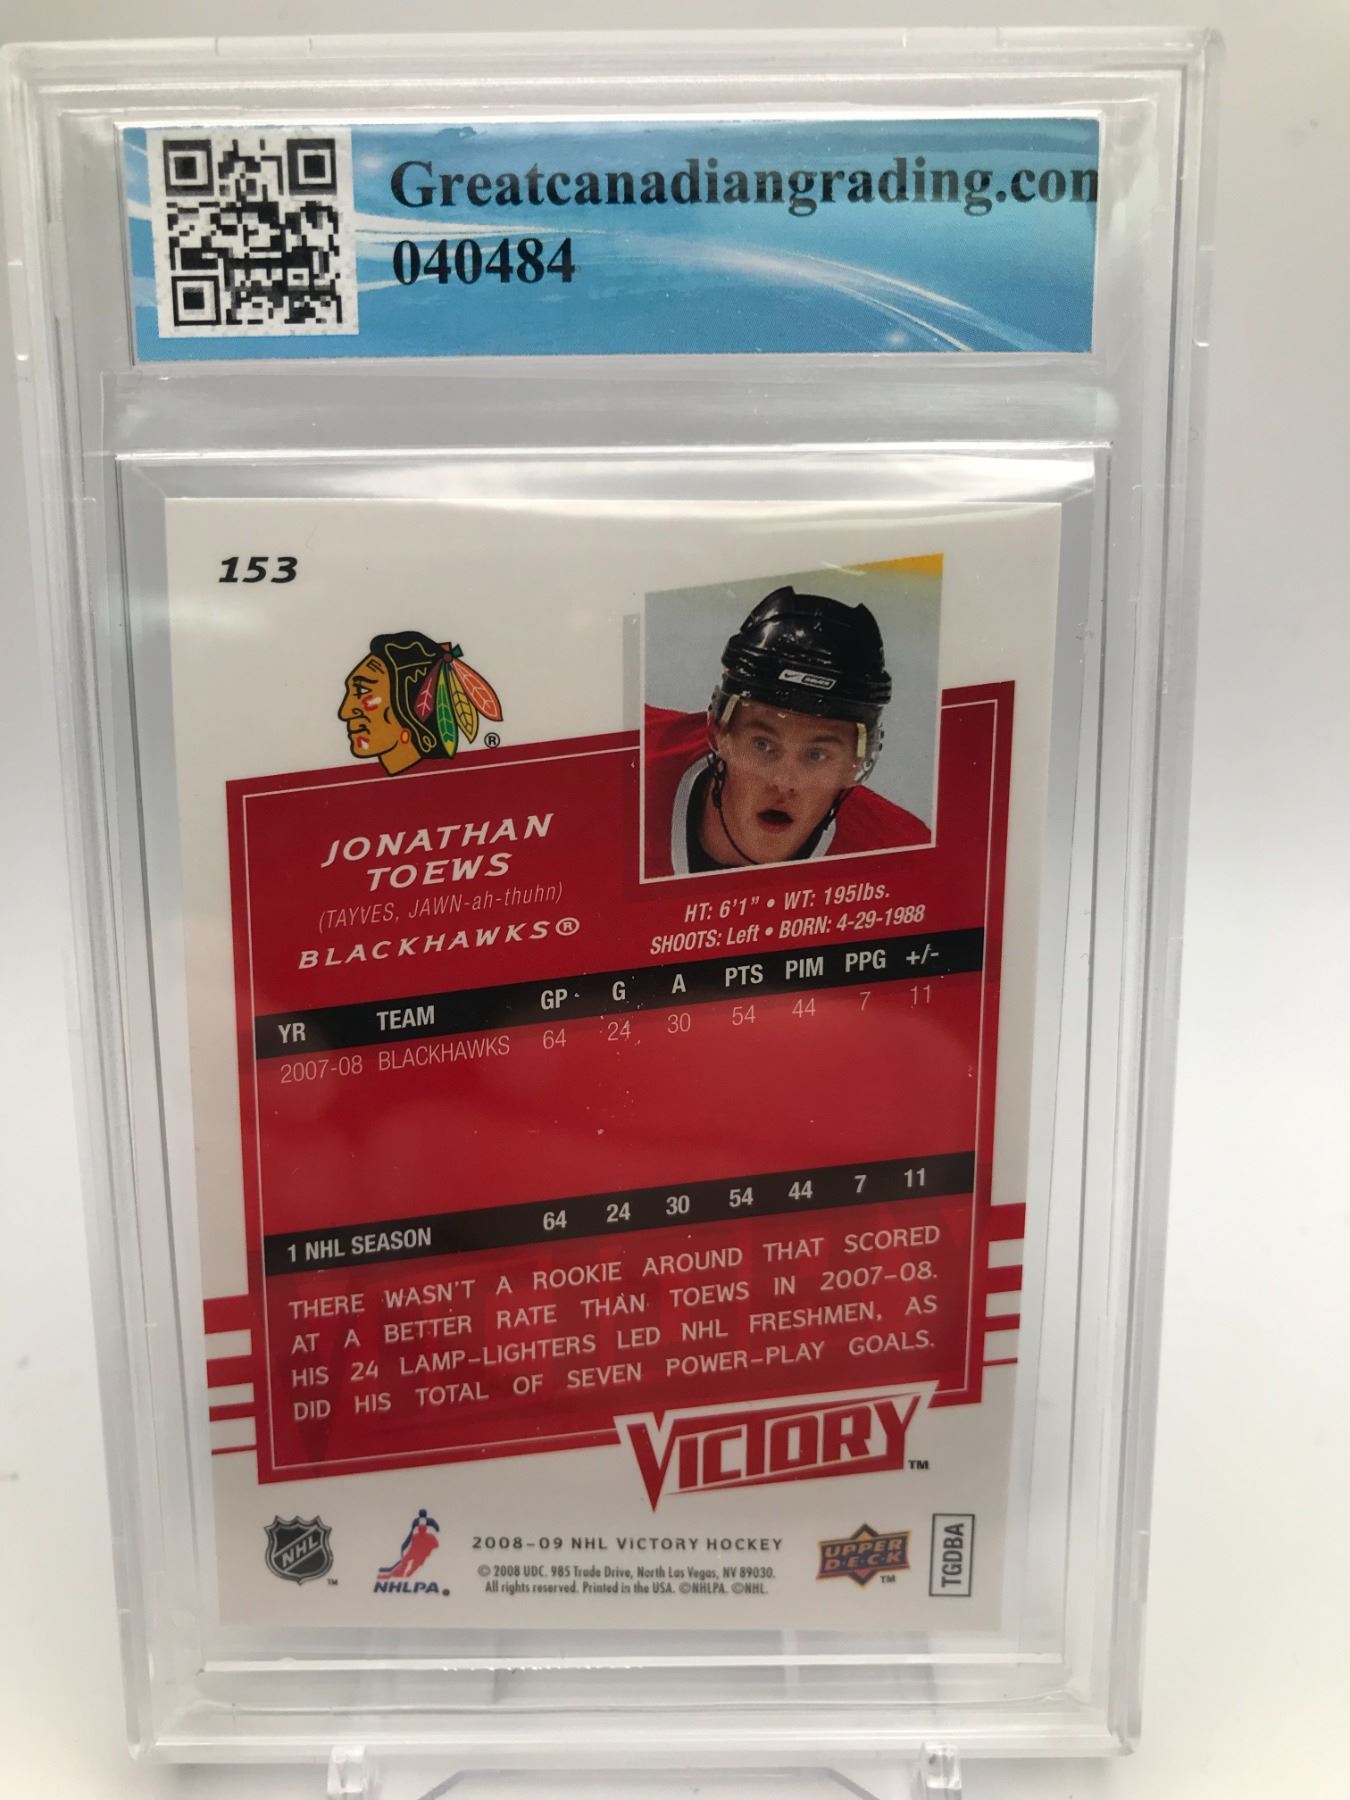 Greatcanadiangrading.com
040484
153
®
JONATHAN
TOEWS
(TAYVES, JAWN-ah-thuhn)
BLACKHAWKS®
HT: 6'1" • WT: 195lbs.
SHOOTS: Left • BORN: 4-29-1988
YR TEAM GP G A PTS PIM PPG +/-
2007-08 BLACKHAWKS 64 24 30 54 44 7 11
1 NHL SEASON 64 24 30 54 44 7 11
THERE WASN'T A ROOKIE AROUND THAT SCORED
AT A BETTER RATE THAN TOEWS IN 2007-08.
HIS 24 LAMP-LIGHTERS LED NHL FRESHMEN, AS
DID HIS TOTAL OF SEVEN POWER-PLAY GOALS.
VICTORY™
NHL™
NHLPA®
2008-09 NHL VICTORY HOCKEY
© 2008 UDC. 985 Trade Drive, North Las Vegas, NV 89030.
All rights reserved. Printed in the USA. ©NHLPA. ©NHL.
UPPER
D•E•C•K™
TGDBA